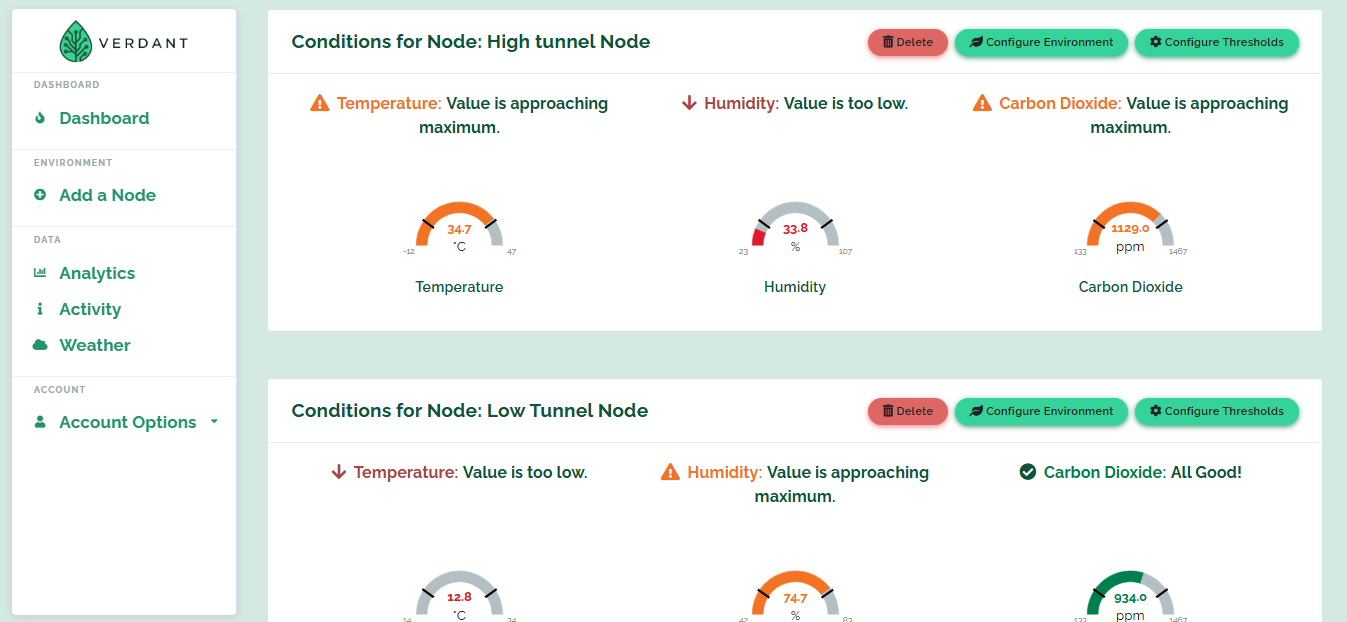 VERDANT
DASHBOARD
Dashboard
ENVIRONMENT
Add a Node
DATA
Analytics
Activity
Weather
ACCOUNT
Account Options
Conditions for Node: High tunnel Node
Delete
Configure Environment
Configure Thresholds
Temperature: Value is approaching
maximum.
Humidity: Value is too low.
Carbon Dioxide: Value is approaching
maximum.
34.7
°C
-12
47
Temperature
33.8
%
23
107
Humidity
1129.0
ppm
133
1467
Carbon Dioxide
Conditions for Node: Low Tunnel Node
Delete
Configure Environment
Configure Thresholds
Temperature: Value is too low.
Humidity: Value is approaching
maximum.
Carbon Dioxide: All Good!
12.8
°C
14
34
74.7
%
42
83
934.0
ppm
133
1467